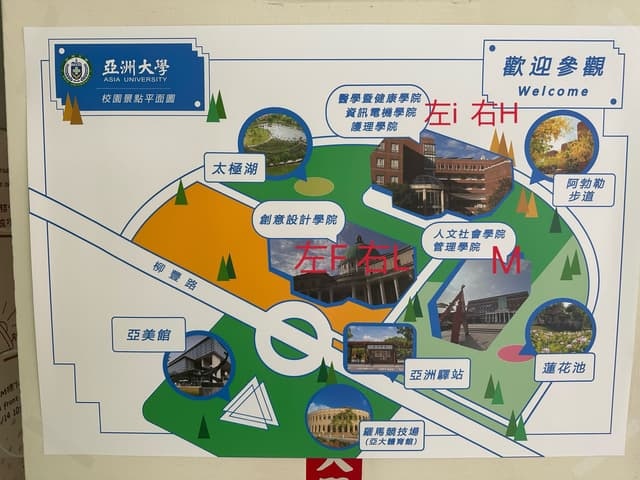 亞洲大學
ASIA UNIVERSITY
校園景點平面圖
歡迎參觀
Welcome
醫學暨健康學院
資訊電機學院
護理學院
左i 右H
太極湖
阿勃勒
步道
創意設計學院
左F 右L
人文社會學院
管理學院
M
柳豐路
亞美館
亞洲驛站
蓮花池
羅馬競技場
(亞大體育館)